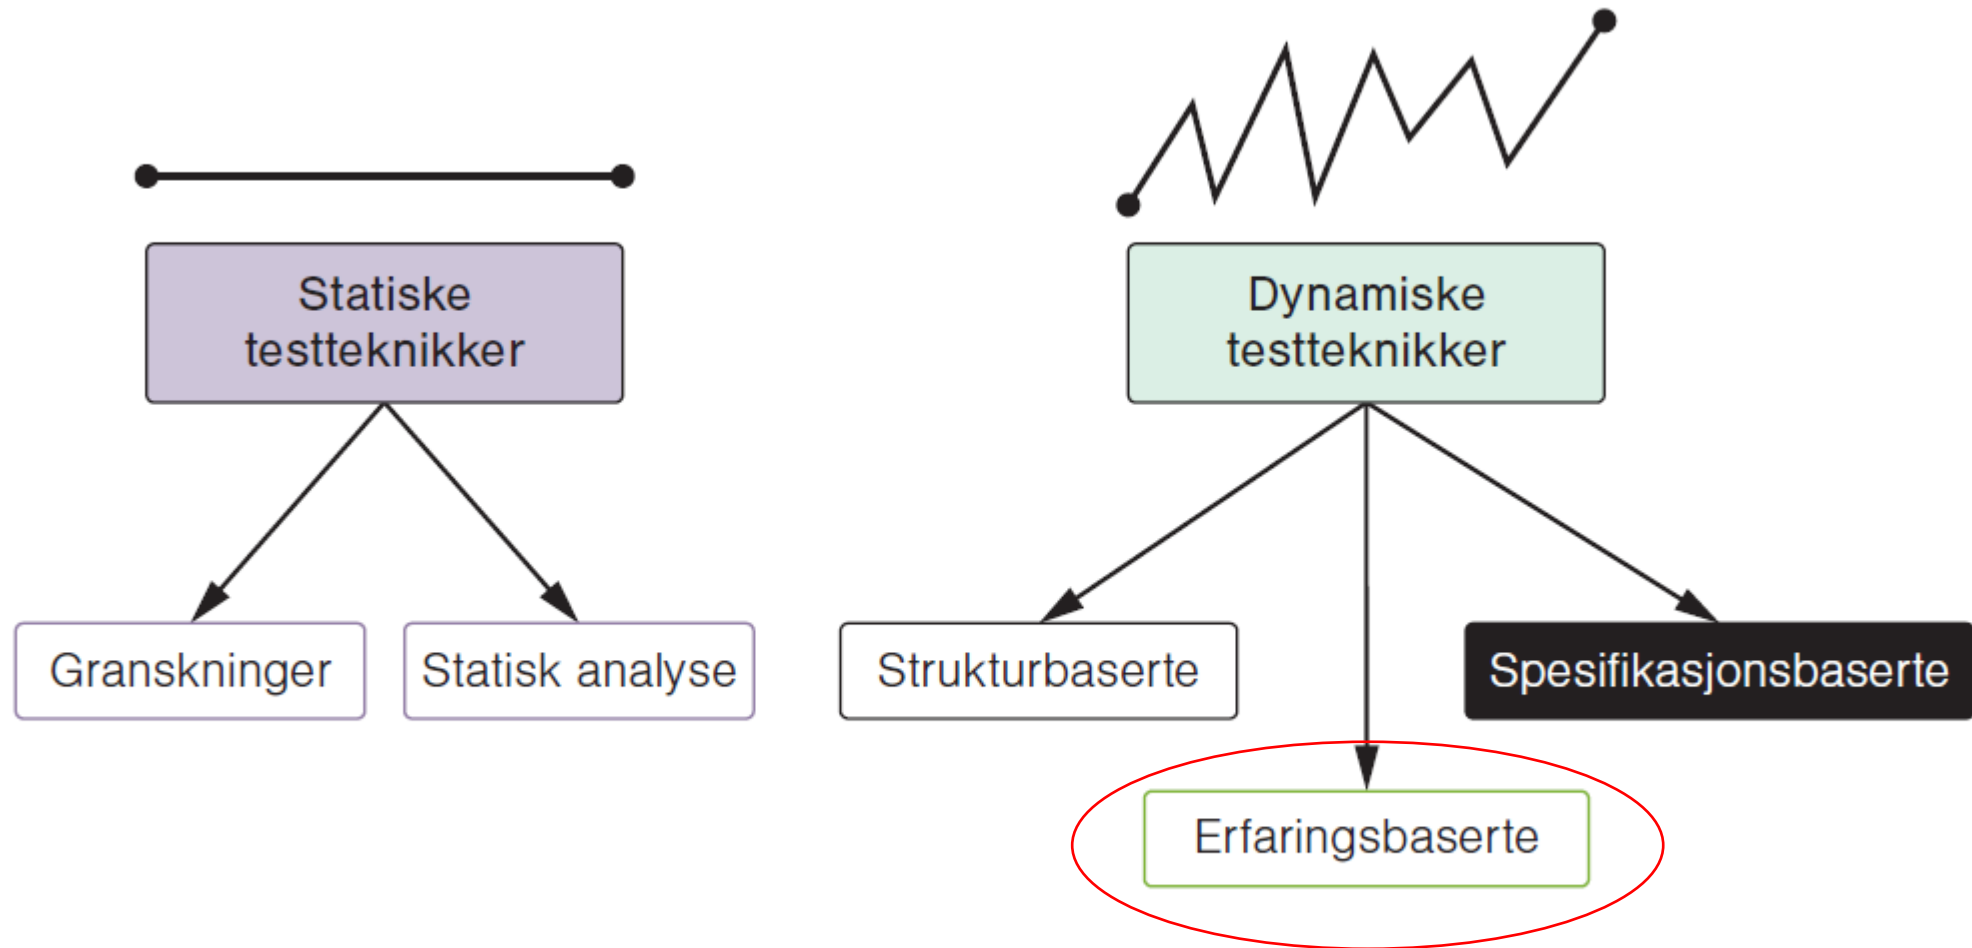 Statiske
testteknikker
Dynamiske
testteknikker
Granskninger
Statisk analyse
Strukturbaserte
Spesifikasjonsbaserte
Erfaringsbaserte